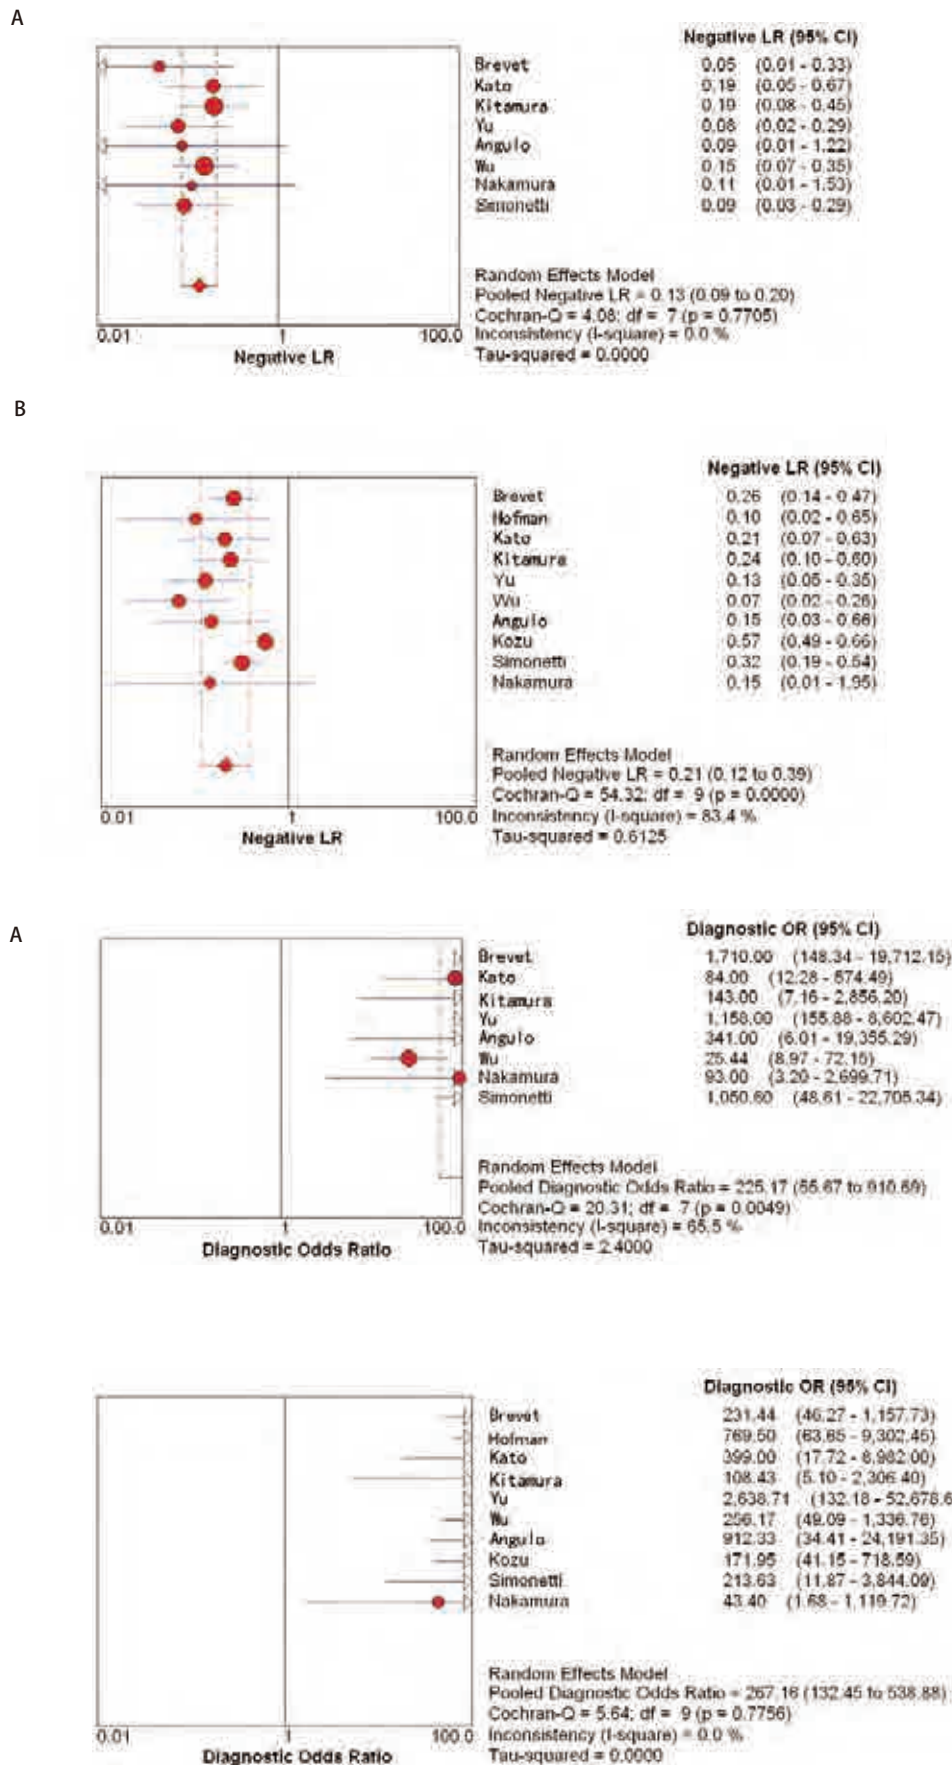 A
Negative LR (95% CI)
Brevet 0.05 (0.01 - 0.33)
Kato 0.19 (0.05 - 0.67)
Kitamura 0.19 (0.08 - 0.45)
Yu 0.08 (0.02 - 0.29)
Angulo 0.09 (0.01 - 1.22)
Wu 0.15 (0.07 - 0.35)
Nakamura 0.11 (0.01 - 1.53)
Simonetti 0.09 (0.03 - 0.29)
Random Effects Model
Pooled Negative LR = 0.13 (0.09 to 0.20)
Cochran-Q = 4.08; df = 7 (p = 0.7705)
Inconsistency (I-square) = 0.0 %
Tau-squared = 0.0000
0.01 1 100.0
Negative LR
B
Negative LR (95% CI)
Brevet 0.26 (0.14 - 0.47)
Hofman 0.10 (0.02 - 0.65)
Kato 0.21 (0.07 - 0.63)
Kitamura 0.24 (0.10 - 0.60)
Yu 0.13 (0.05 - 0.35)
Wu 0.07 (0.02 - 0.26)
Angulo 0.15 (0.03 - 0.66)
Kozu 0.57 (0.49 - 0.66)
Simonetti 0.32 (0.19 - 0.54)
Nakamura 0.15 (0.01 - 1.95)
Random Effects Model
Pooled Negative LR = 0.21 (0.12 to 0.39)
Cochran-Q = 54.32; df = 9 (p = 0.0000)
Inconsistency (I-square) = 83.4 %
Tau-squared = 0.6125
0.01 1 100.0
Negative LR
A
Diagnostic OR (95% CI)
Brevet 1,710.00 (148.34 - 19,712.15)
Kato 84.00 (12.28 - 574.49)
Kitamura 143.00 (7.16 - 2,856.20)
Yu 1,158.00 (155.88 - 8,602.47)
Angulo 341.00 (6.01 - 19,355.29)
Wu 25.44 (8.97 - 72.15)
Nakamura 93.00 (3.20 - 2,699.71)
Simonetti 1,050.60 (48.61 - 22,705.34)
Random Effects Model
Pooled Diagnostic Odds Ratio = 225.17 (55.67 to 910.69)
Cochran-Q = 20.31; df = 7 (p = 0.0049)
Inconsistency (I-square) = 65.5 %
Tau-squared = 2.4000
0.01 1 100.0
Diagnostic Odds Ratio
Diagnostic OR (95% CI)
Brevet 231.44 (46.27 - 1,157.73)
Hofman 769.50 (63.65 - 9,302.45)
Kato 399.00 (17.72 - 8,982.00)
Kitamura 108.43 (5.10 - 2,306.40)
Yu 2,638.71 (132.18 - 52,678.6
Wu 256.17 (49.09 - 1,336.76)
Angulo 912.33 (34.41 - 24,191.35)
Kozu 171.95 (41.15 - 718.59)
Simonetti 213.63 (11.87 - 3,844.09)
Nakamura 43.40 (1.68 - 1,119.72)
Random Effects Model
Pooled Diagnostic Odds Ratio = 267.16 (132.45 to 538.88)
Cochran-Q = 5.64; df = 9 (p = 0.7756)
Inconsistency (I-square) = 0.0 %
Tau-squared = 0.0000
0.01 1 100.0
Diagnostic Odds Ratio